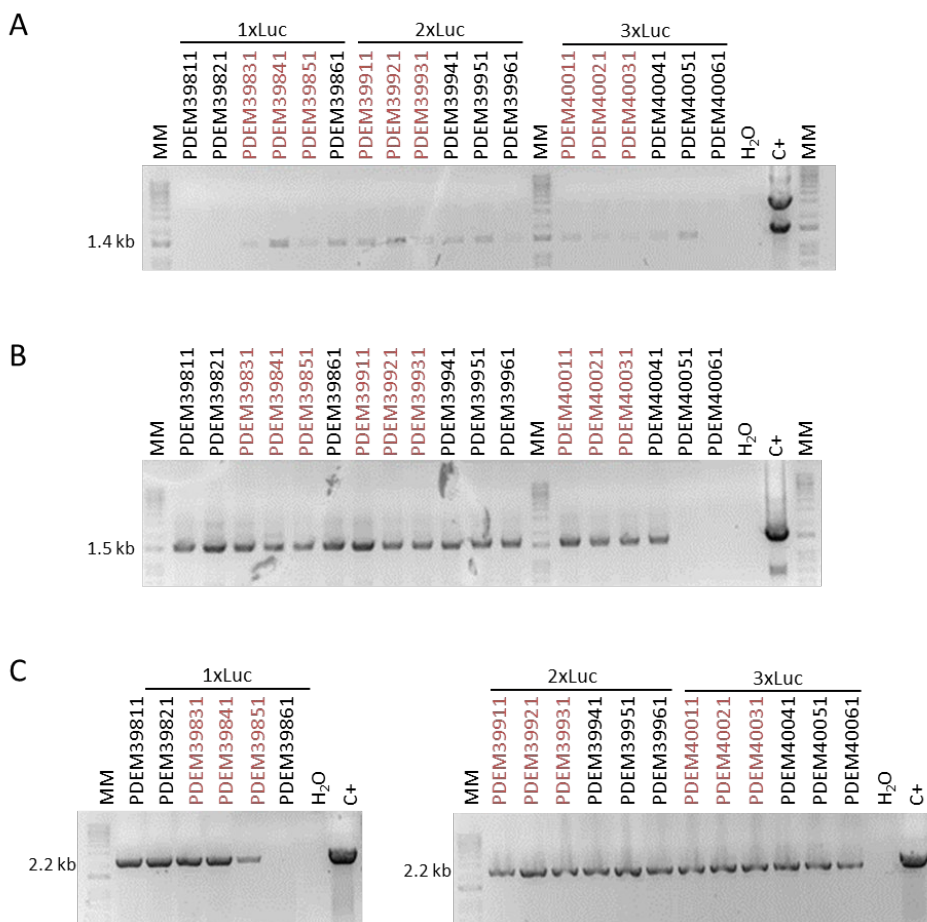 A
1xLuc 2xLuc 3xLuc
MM PDEM39811 PDEM39821 PDEM39831 PDEM39841 PDEM39851 PDEM39861 PDEM39911 PDEM39921 PDEM39931 PDEM39941 PDEM39951 PDEM39961 MM PDEM40011 PDEM40021 PDEM40031 PDEM40041 PDEM40051 PDEM40061 H₂O C+ MM
1.4 kb
B
MM PDEM39811 PDEM39821 PDEM39831 PDEM39841 PDEM39851 PDEM39861 PDEM39911 PDEM39921 PDEM39931 PDEM39941 PDEM39951 PDEM39961 MM PDEM40011 PDEM40021 PDEM40031 PDEM40041 PDEM40051 PDEM40061 H₂O C+ MM
1.5 kb
C
1xLuc 2xLuc 3xLuc
MM PDEM39811 PDEM39821 PDEM39831 PDEM39841 PDEM39851 PDEM39861 H₂O C+
MM PDEM39911 PDEM39921 PDEM39931 PDEM39941 PDEM39951 PDEM39961 PDEM40011 PDEM40021 PDEM40031 PDEM40041 PDEM40051 PDEM40061 H₂O C+
2.2 kb 2.2 kb